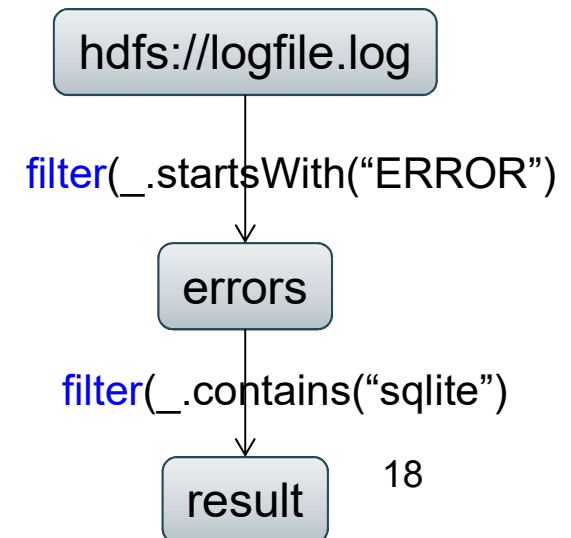 hdfs://logfile.log
filter(_.startsWith(“ERROR”)
errors
filter(_.contains(“sqlite”)
result
18